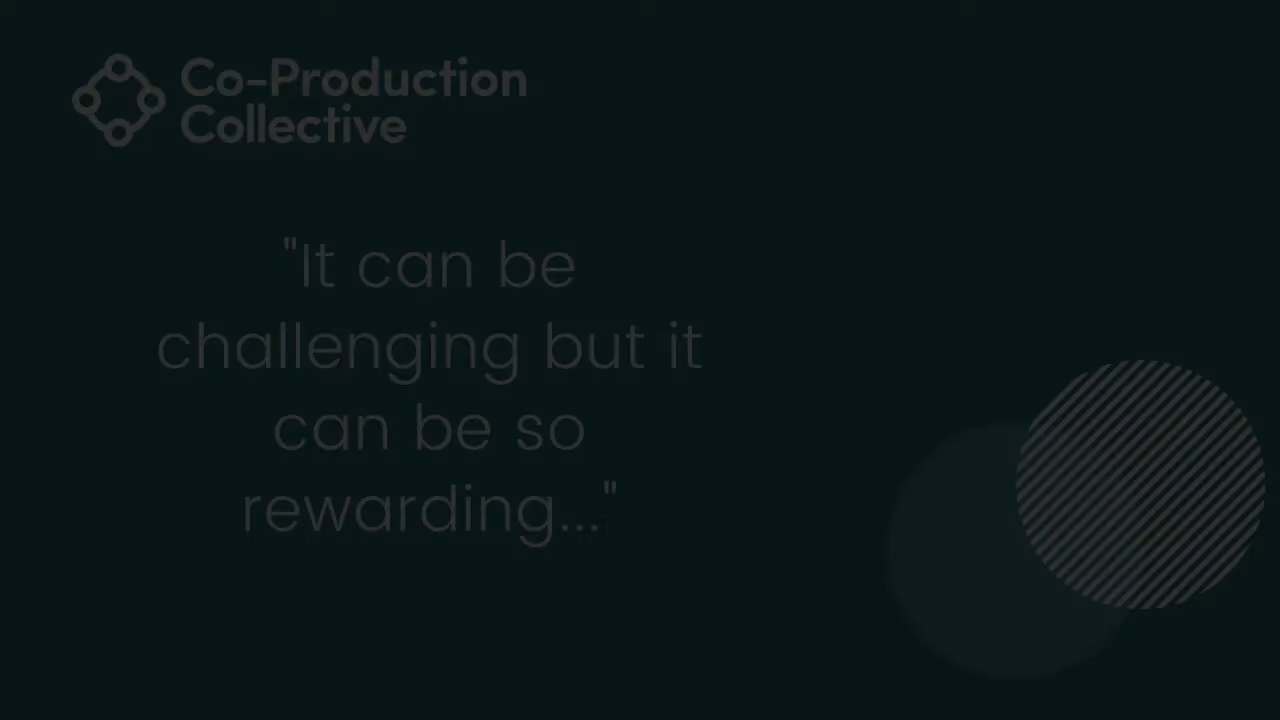 Co-Production
Collective
"It can be
challenging but it
can be so
rewarding..."